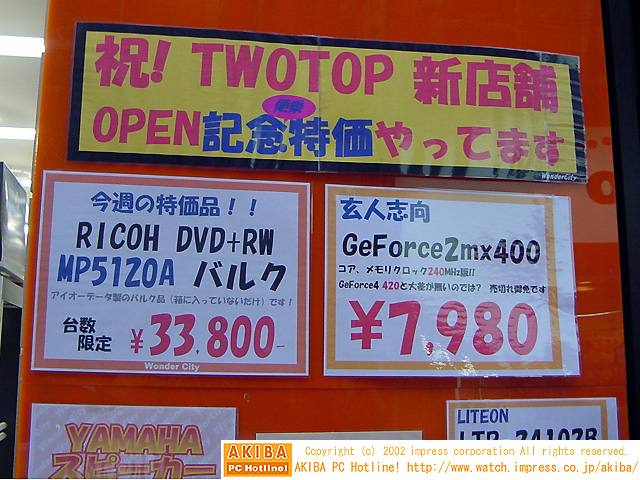 祝! TWOTOP 新店舗
OPEN記念特価やってます
便乗
WonderCity
今週の特価品!!
RICOH DVD+RW
MP5120A バルク
アイオーデータ製のバルク品(箱に入っていないだけ)です!
台数
限定 ¥33,800-
Wonder City
玄人志向
GeForce2mx400
コア、メモリクロック240MHz版!!
GeForce4 420と大差が無いのでは? 売切れ御免です
¥7,980
YAMAHA
スピーカー
LITEON
LTR-24102B
AKIBA
PC Hotline!
Copyright (c) 2002 impress corporation All rights reserved.
AKIBA PC Hotline! http://www.watch.impress.co.jp/akiba/